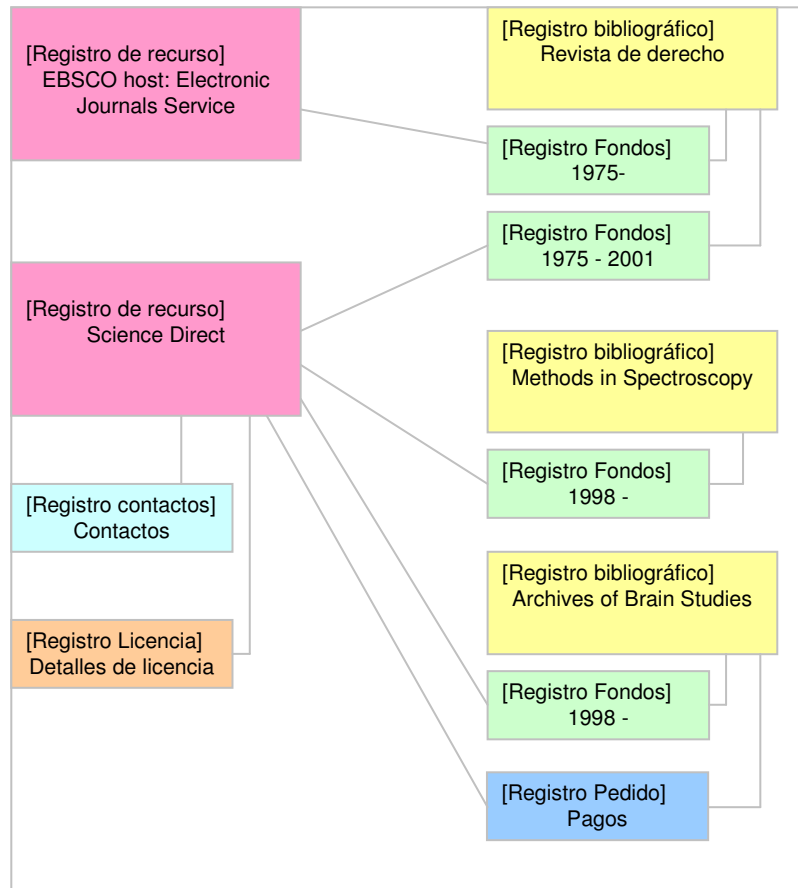 [Registro de recurso]
EBSCO host: Electronic
Journals Service
[Registro de recurso]
Science Direct
[Registro contactos]
Contactos
[Registro Licencia]
Detalles de licencia
[Registro bibliográfico]
Revista de derecho
[Registro Fondos]
1975-
[Registro Fondos]
1975 - 2001
[Registro bibliográfico]
Methods in Spectroscopy
[Registro Fondos]
1998 -
[Registro bibliográfico]
Archives of Brain Studies
[Registro Fondos]
1998 -
[Registro Pedido]
Pagos